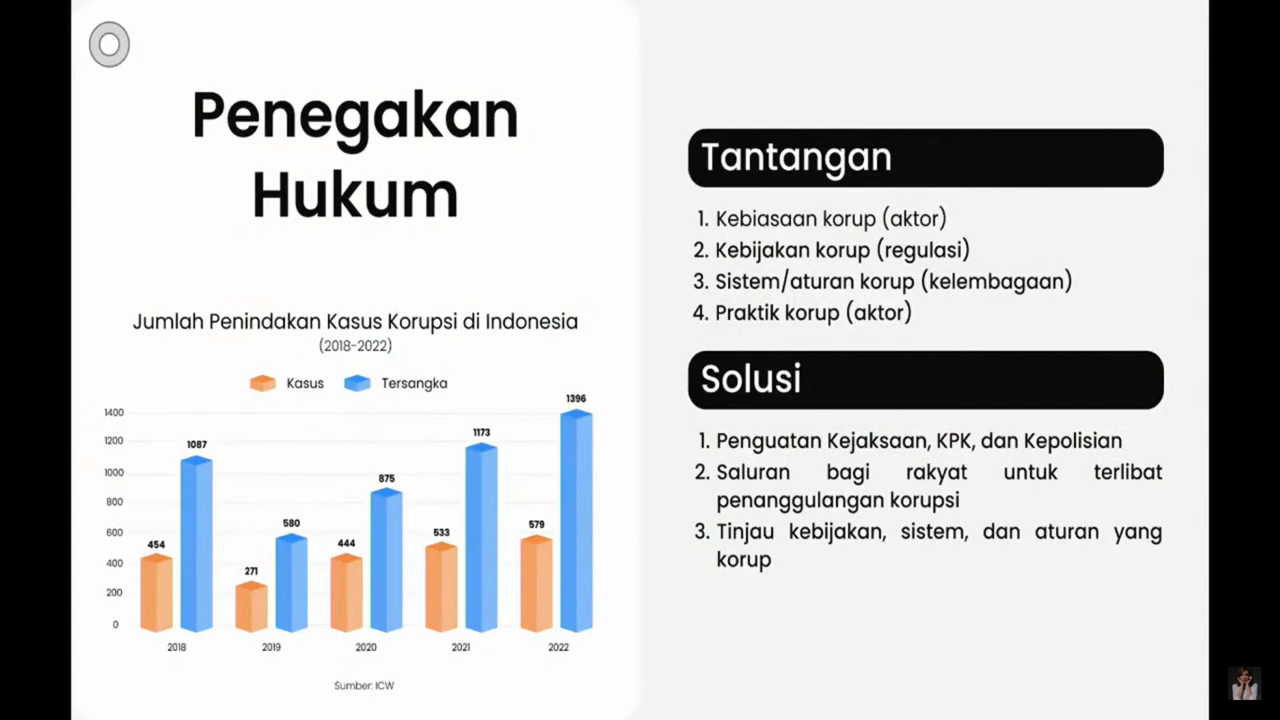 Penegakan
Hukum
Jumlah Penindakan Kasus Korupsi di Indonesia
(2018-2022)
Kasus Tersangka
1400
1200
1000
800
600
400
200
0
454 1087
271 580
444 875
533 1173
579 1396
2018 2019 2020 2021 2022
Sumber: ICW
Tantangan
1. Kebiasaan korup (aktor)
2. Kebijakan korup (regulasi)
3. Sistem/aturan korup (kelembagaan)
4. Praktik korup (aktor)
Solusi
1. Penguatan Kejaksaan, KPK, dan Kepolisian
2. Saluran bagi rakyat untuk terlibat
penanggulangan korupsi
3. Tinjau kebijakan, sistem, dan aturan yang
korup